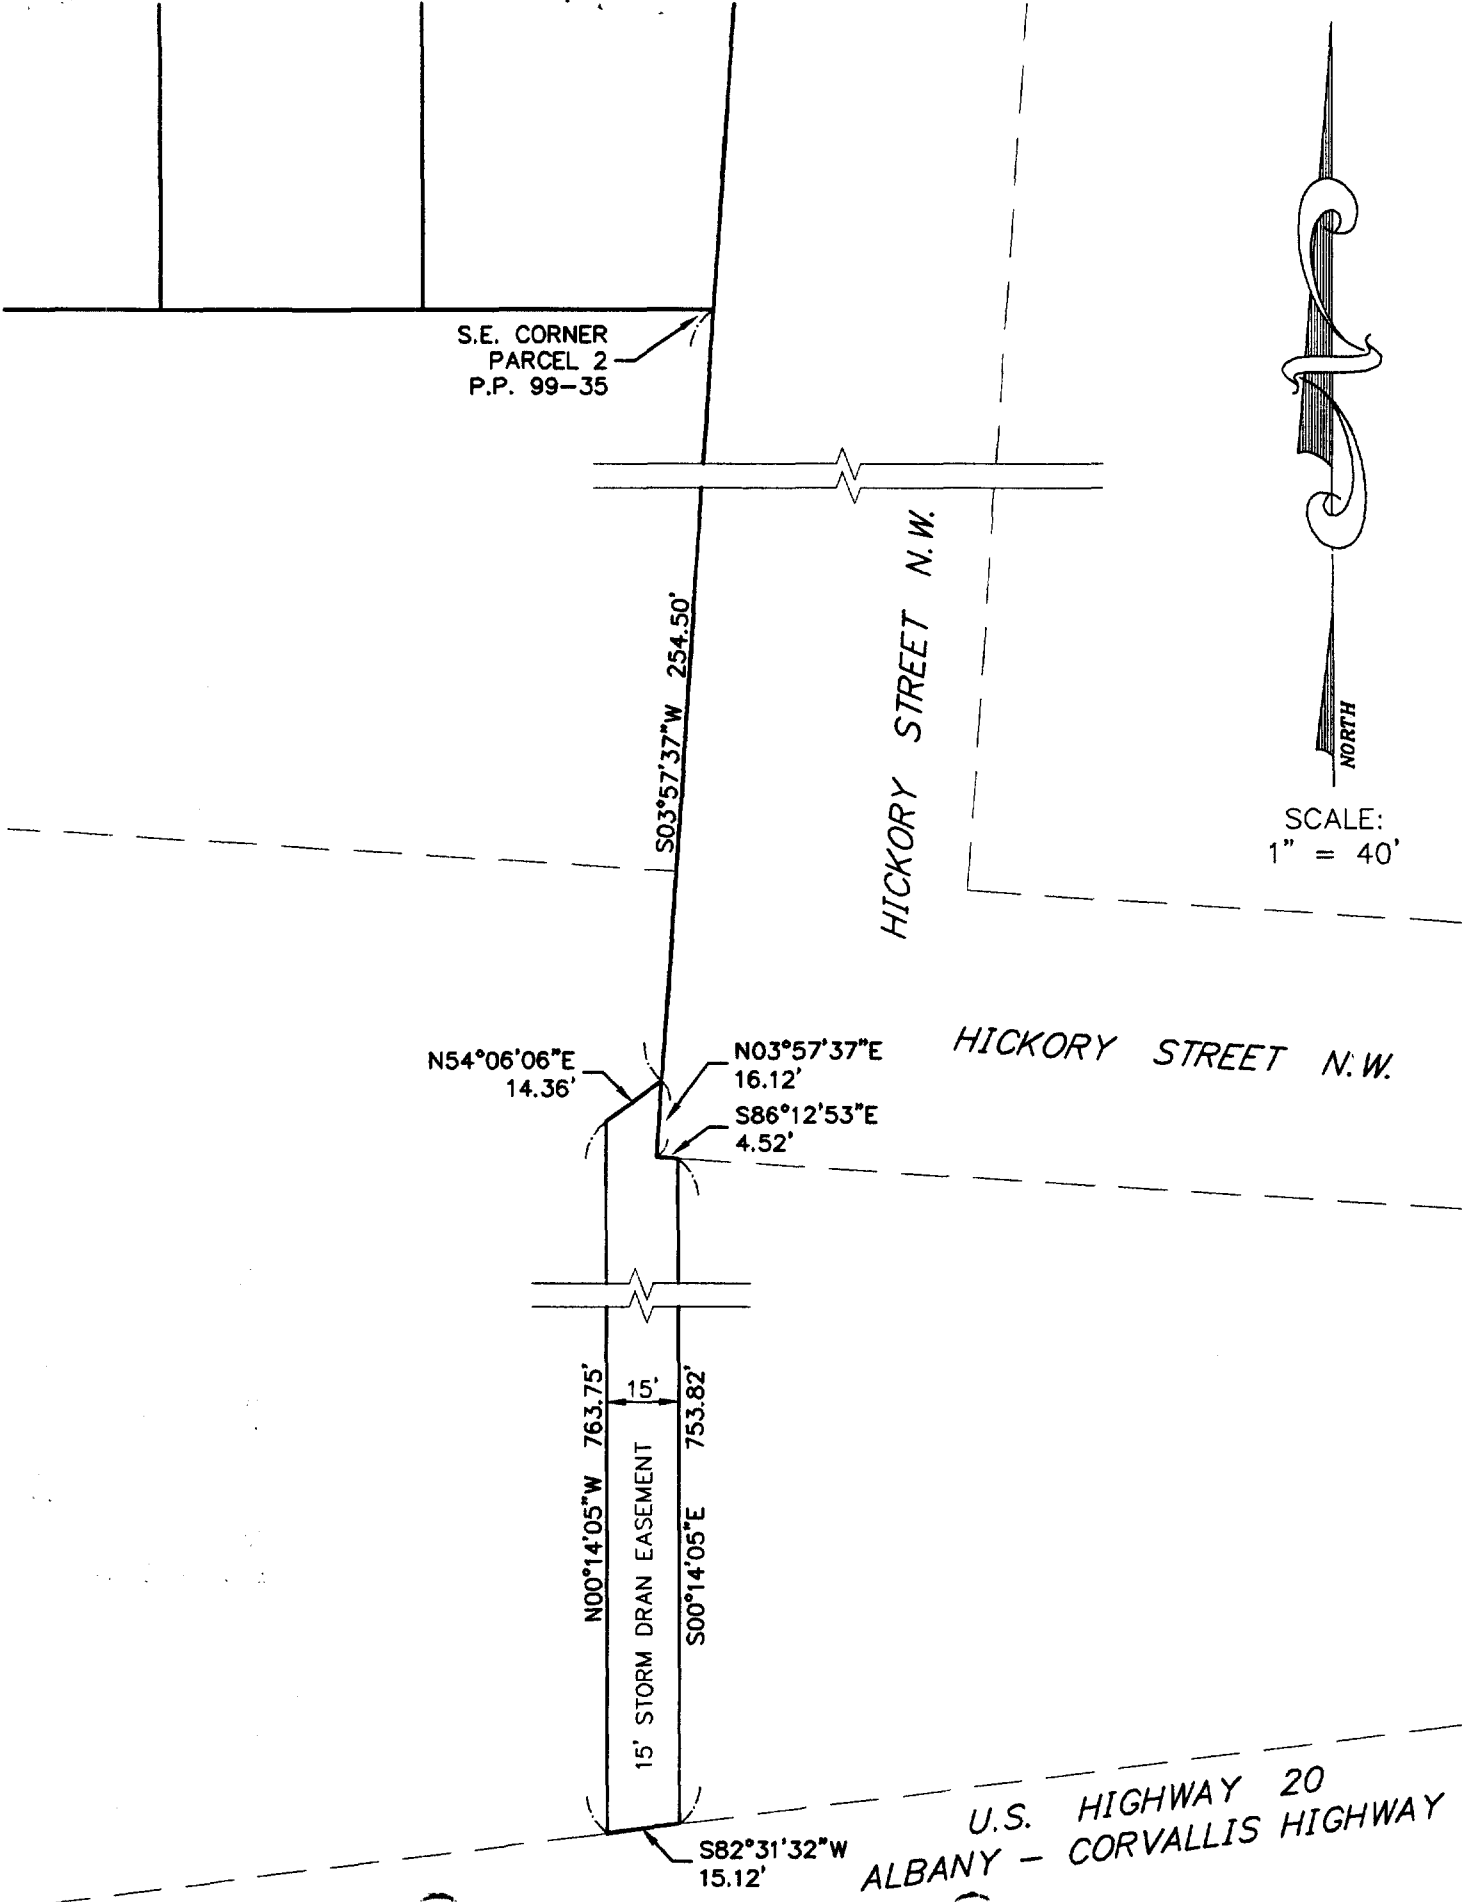 S.E. CORNER
PARCEL 2
P.P. 99-35
S03°57'37"W 254.50'
HICKORY STREET N.W.
NORTH
SCALE:
1" = 40'
N54°06'06"E
14.36'
N03°57'37"E
16.12'
S86°12'53"E
4.52'
HICKORY STREET N.W.
N00°14'05"W 763.75'
15'
15' STORM DRAN EASEMENT
S00°14'05"E 753.82'
S82°31'32"W
15.12'
U.S. HIGHWAY 20
ALBANY - CORVALLIS HIGHWAY